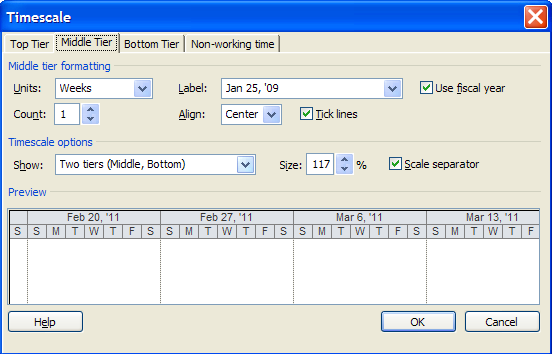 Timescale
Top Tier Middle Tier Bottom Tier Non-working time
Middle tier formatting
Units: Weeks Label: Jan 25, '09 Use fiscal year
Count: 1 Align: Center Tick lines
Timescale options
Show: Two tiers (Middle, Bottom) Size: 117 % Scale separator
Preview
Feb 20, '11 Feb 27, '11 Mar 6, '11 Mar 13, '11
S S M T W T F S S M T W T F S S M T W T F S S M T W T F
Help OK Cancel